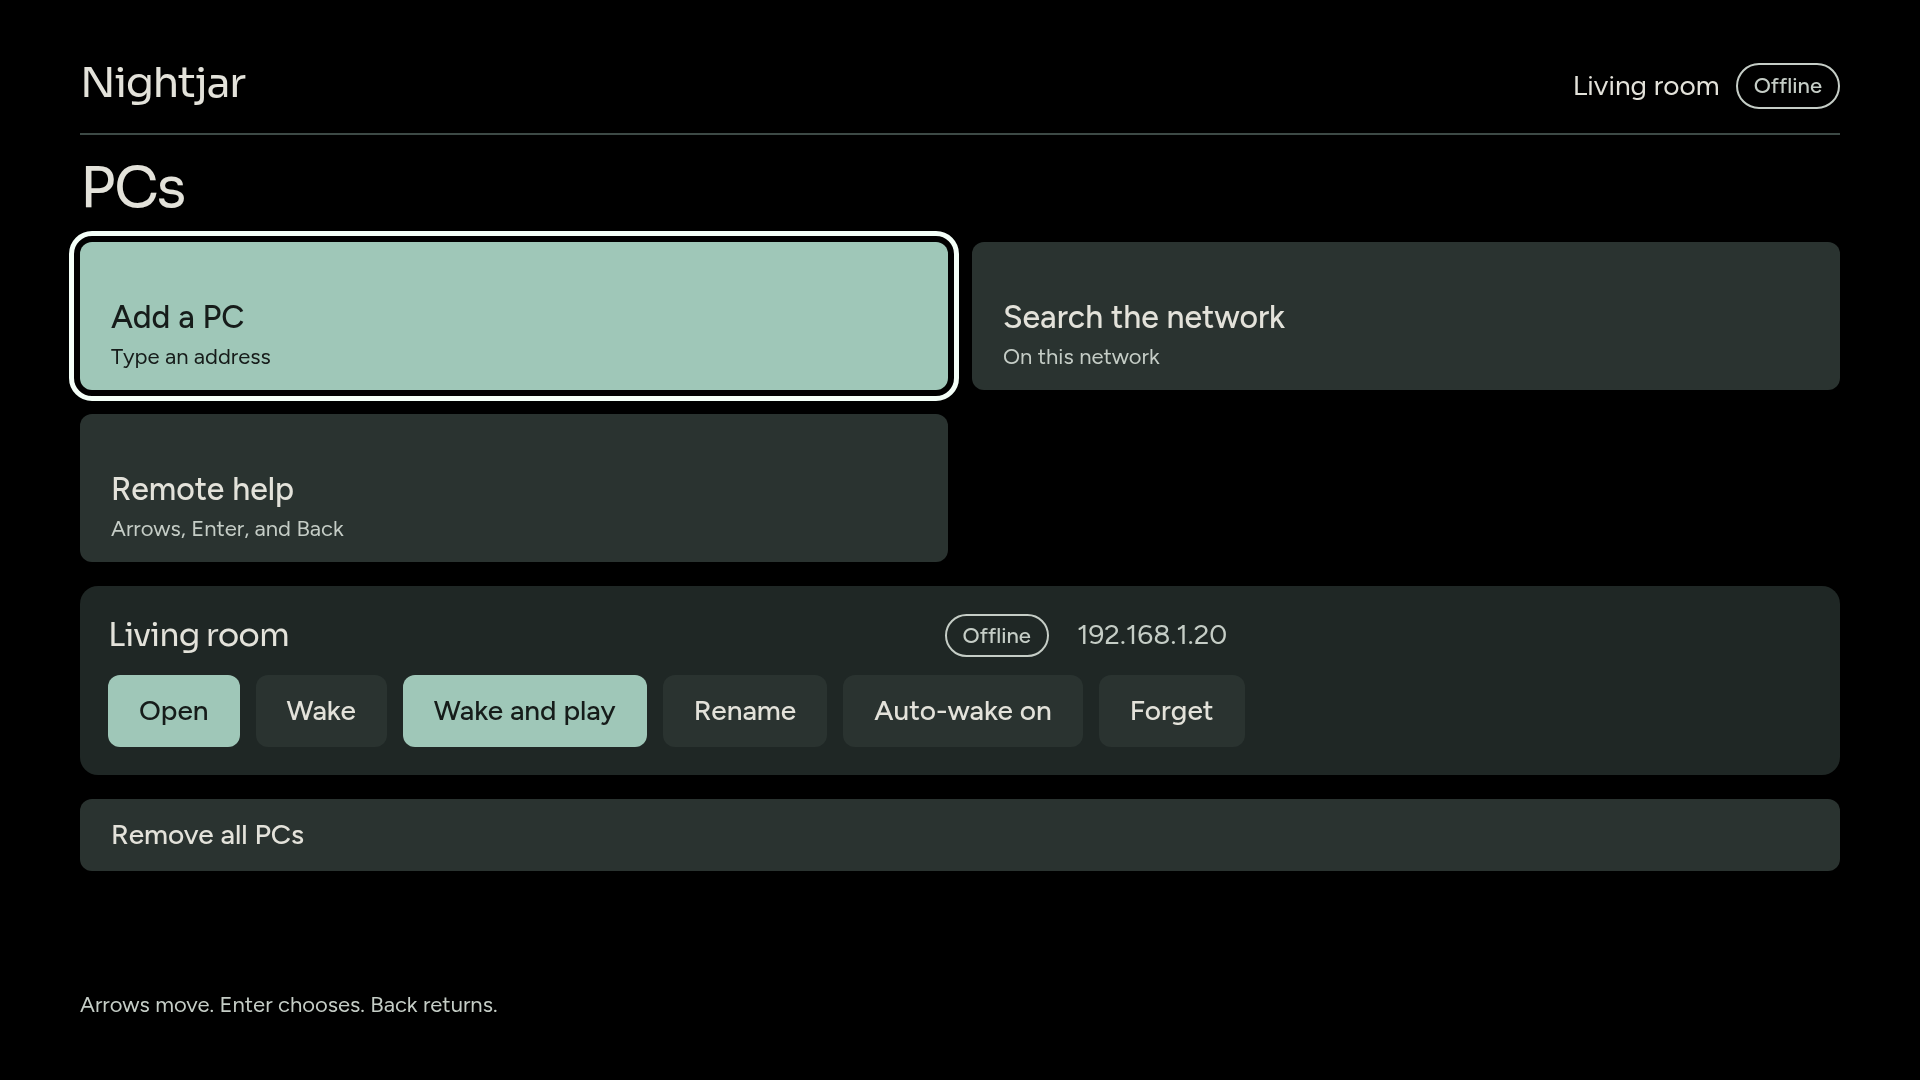 Nightjar
Living room Offline
PCs
Add a PC
Type an address
Search the network
On this network
Remote help
Arrows, Enter, and Back
Living room Offline 192.168.1.20
Open Wake Wake and play Rename Auto-wake on Forget
Remove all PCs
Arrows move. Enter chooses. Back returns.